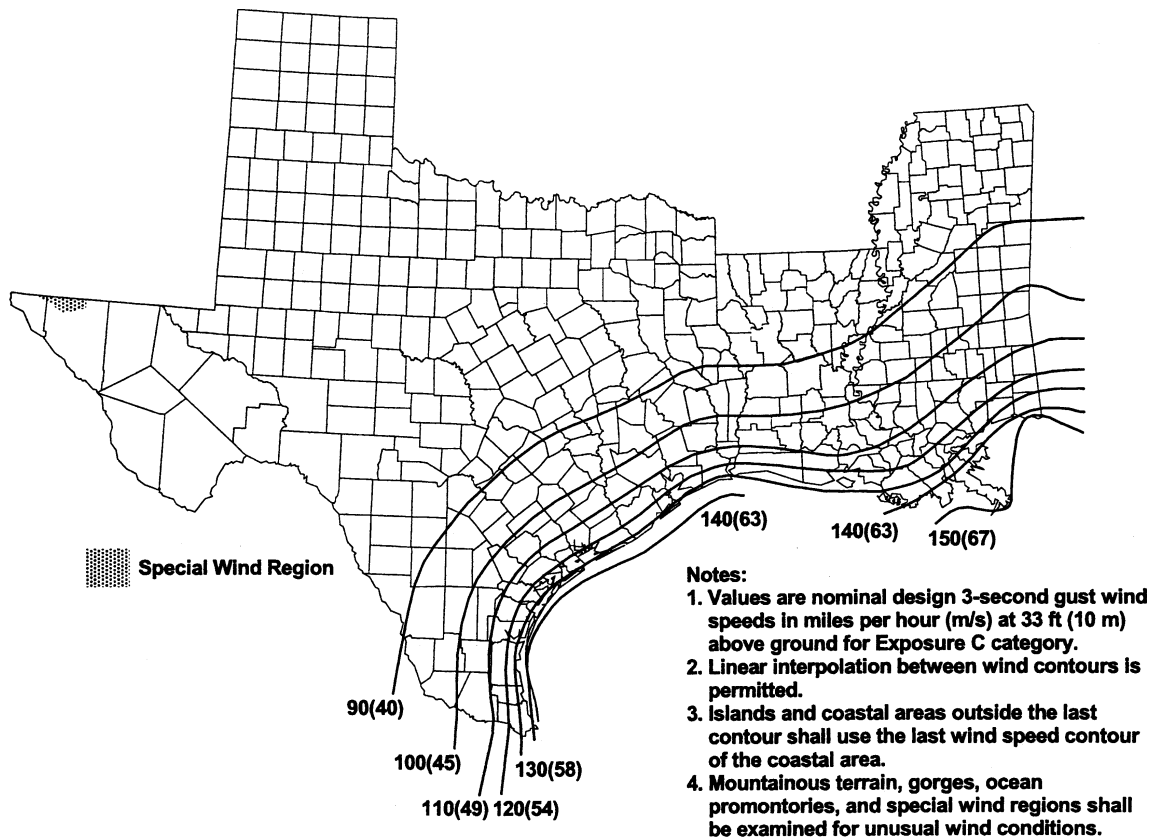 140(63)
140(63)
150(67)
Special Wind Region
90(40)
100(45)
130(58)
110(49)
120(54)
Notes:
1. Values are nominal design 3-second gust wind
speeds in miles per hour (m/s) at 33 ft (10 m)
above ground for Exposure C category.
2. Linear interpolation between wind contours is
permitted.
3. Islands and coastal areas outside the last
contour shall use the last wind speed contour
of the coastal area.
4. Mountainous terrain, gorges, ocean
promontories, and special wind regions shall
be examined for unusual wind conditions.